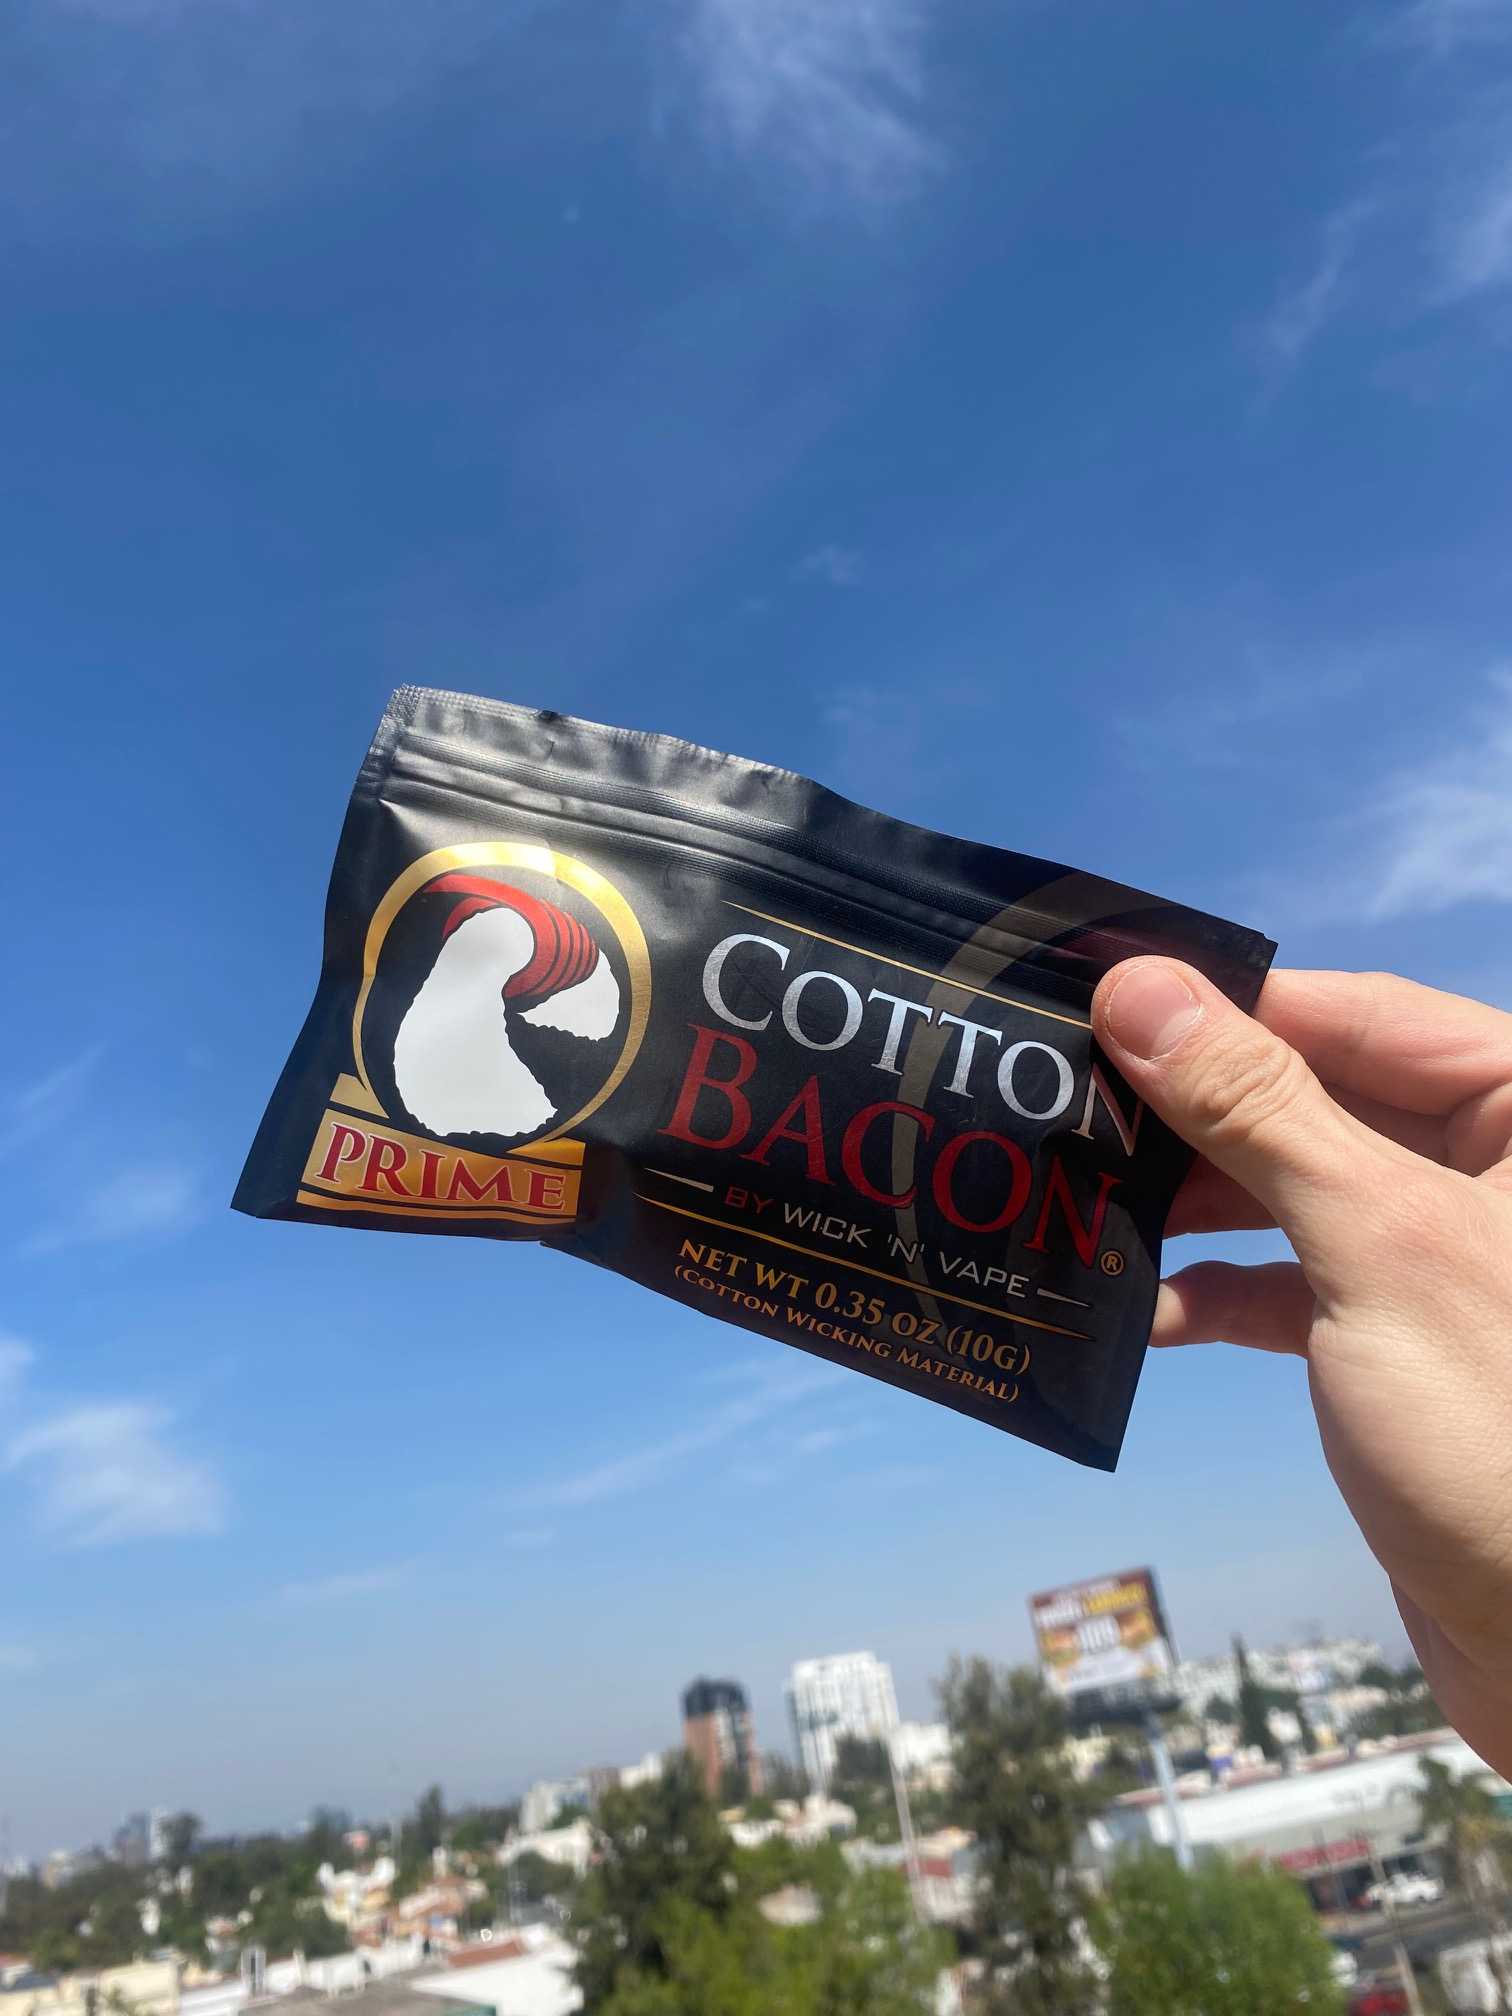 COTTON
BACON®
BY WICK 'N' VAPE
NET WT 0.35 OZ (10G)
(COTTON WICKING MATERIAL)
PRIME